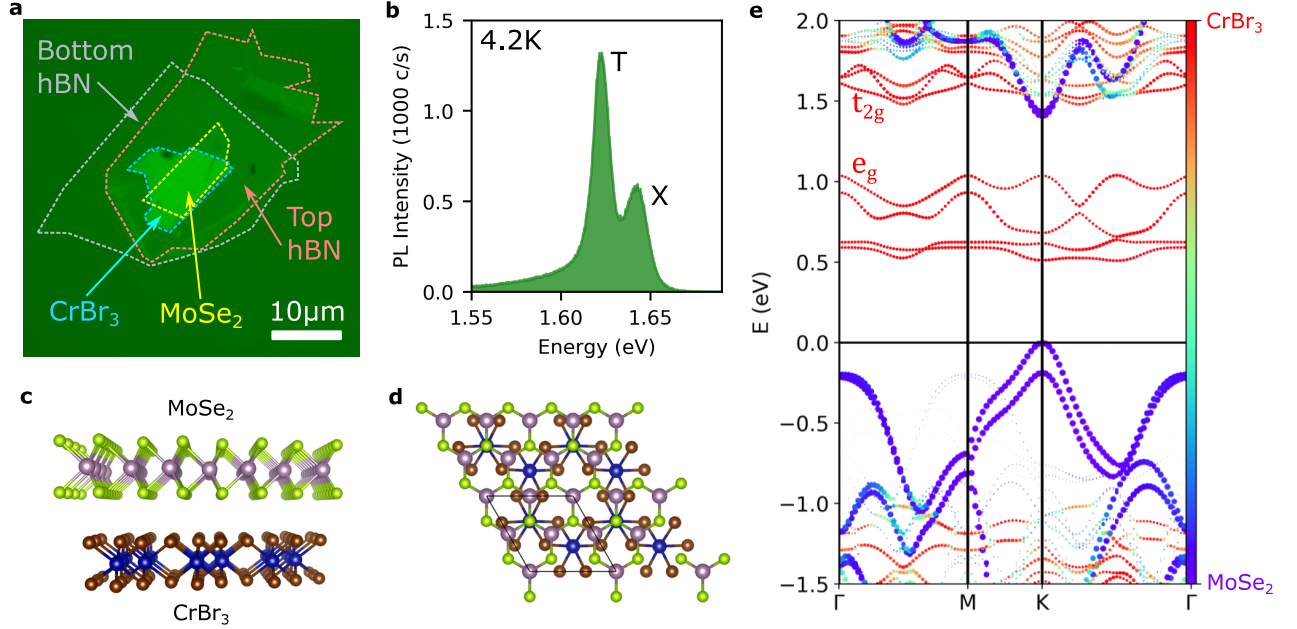 a
Bottom
hBN
Top
hBN
CrBr₃
MoSe₂
10μm
b
4.2K
T
X
PL Intensity (1000 c/s)
1.5
1.0
0.5
0.0
1.55
1.60
1.65
Energy (eV)
c
MoSe₂
CrBr₃
d
e
E (eV)
2.0
1.5
1.0
0.5
0.0
−0.5
−1.0
−1.5
t₂g
eg
Γ
M
K
Γ
CrBr₃
MoSe₂